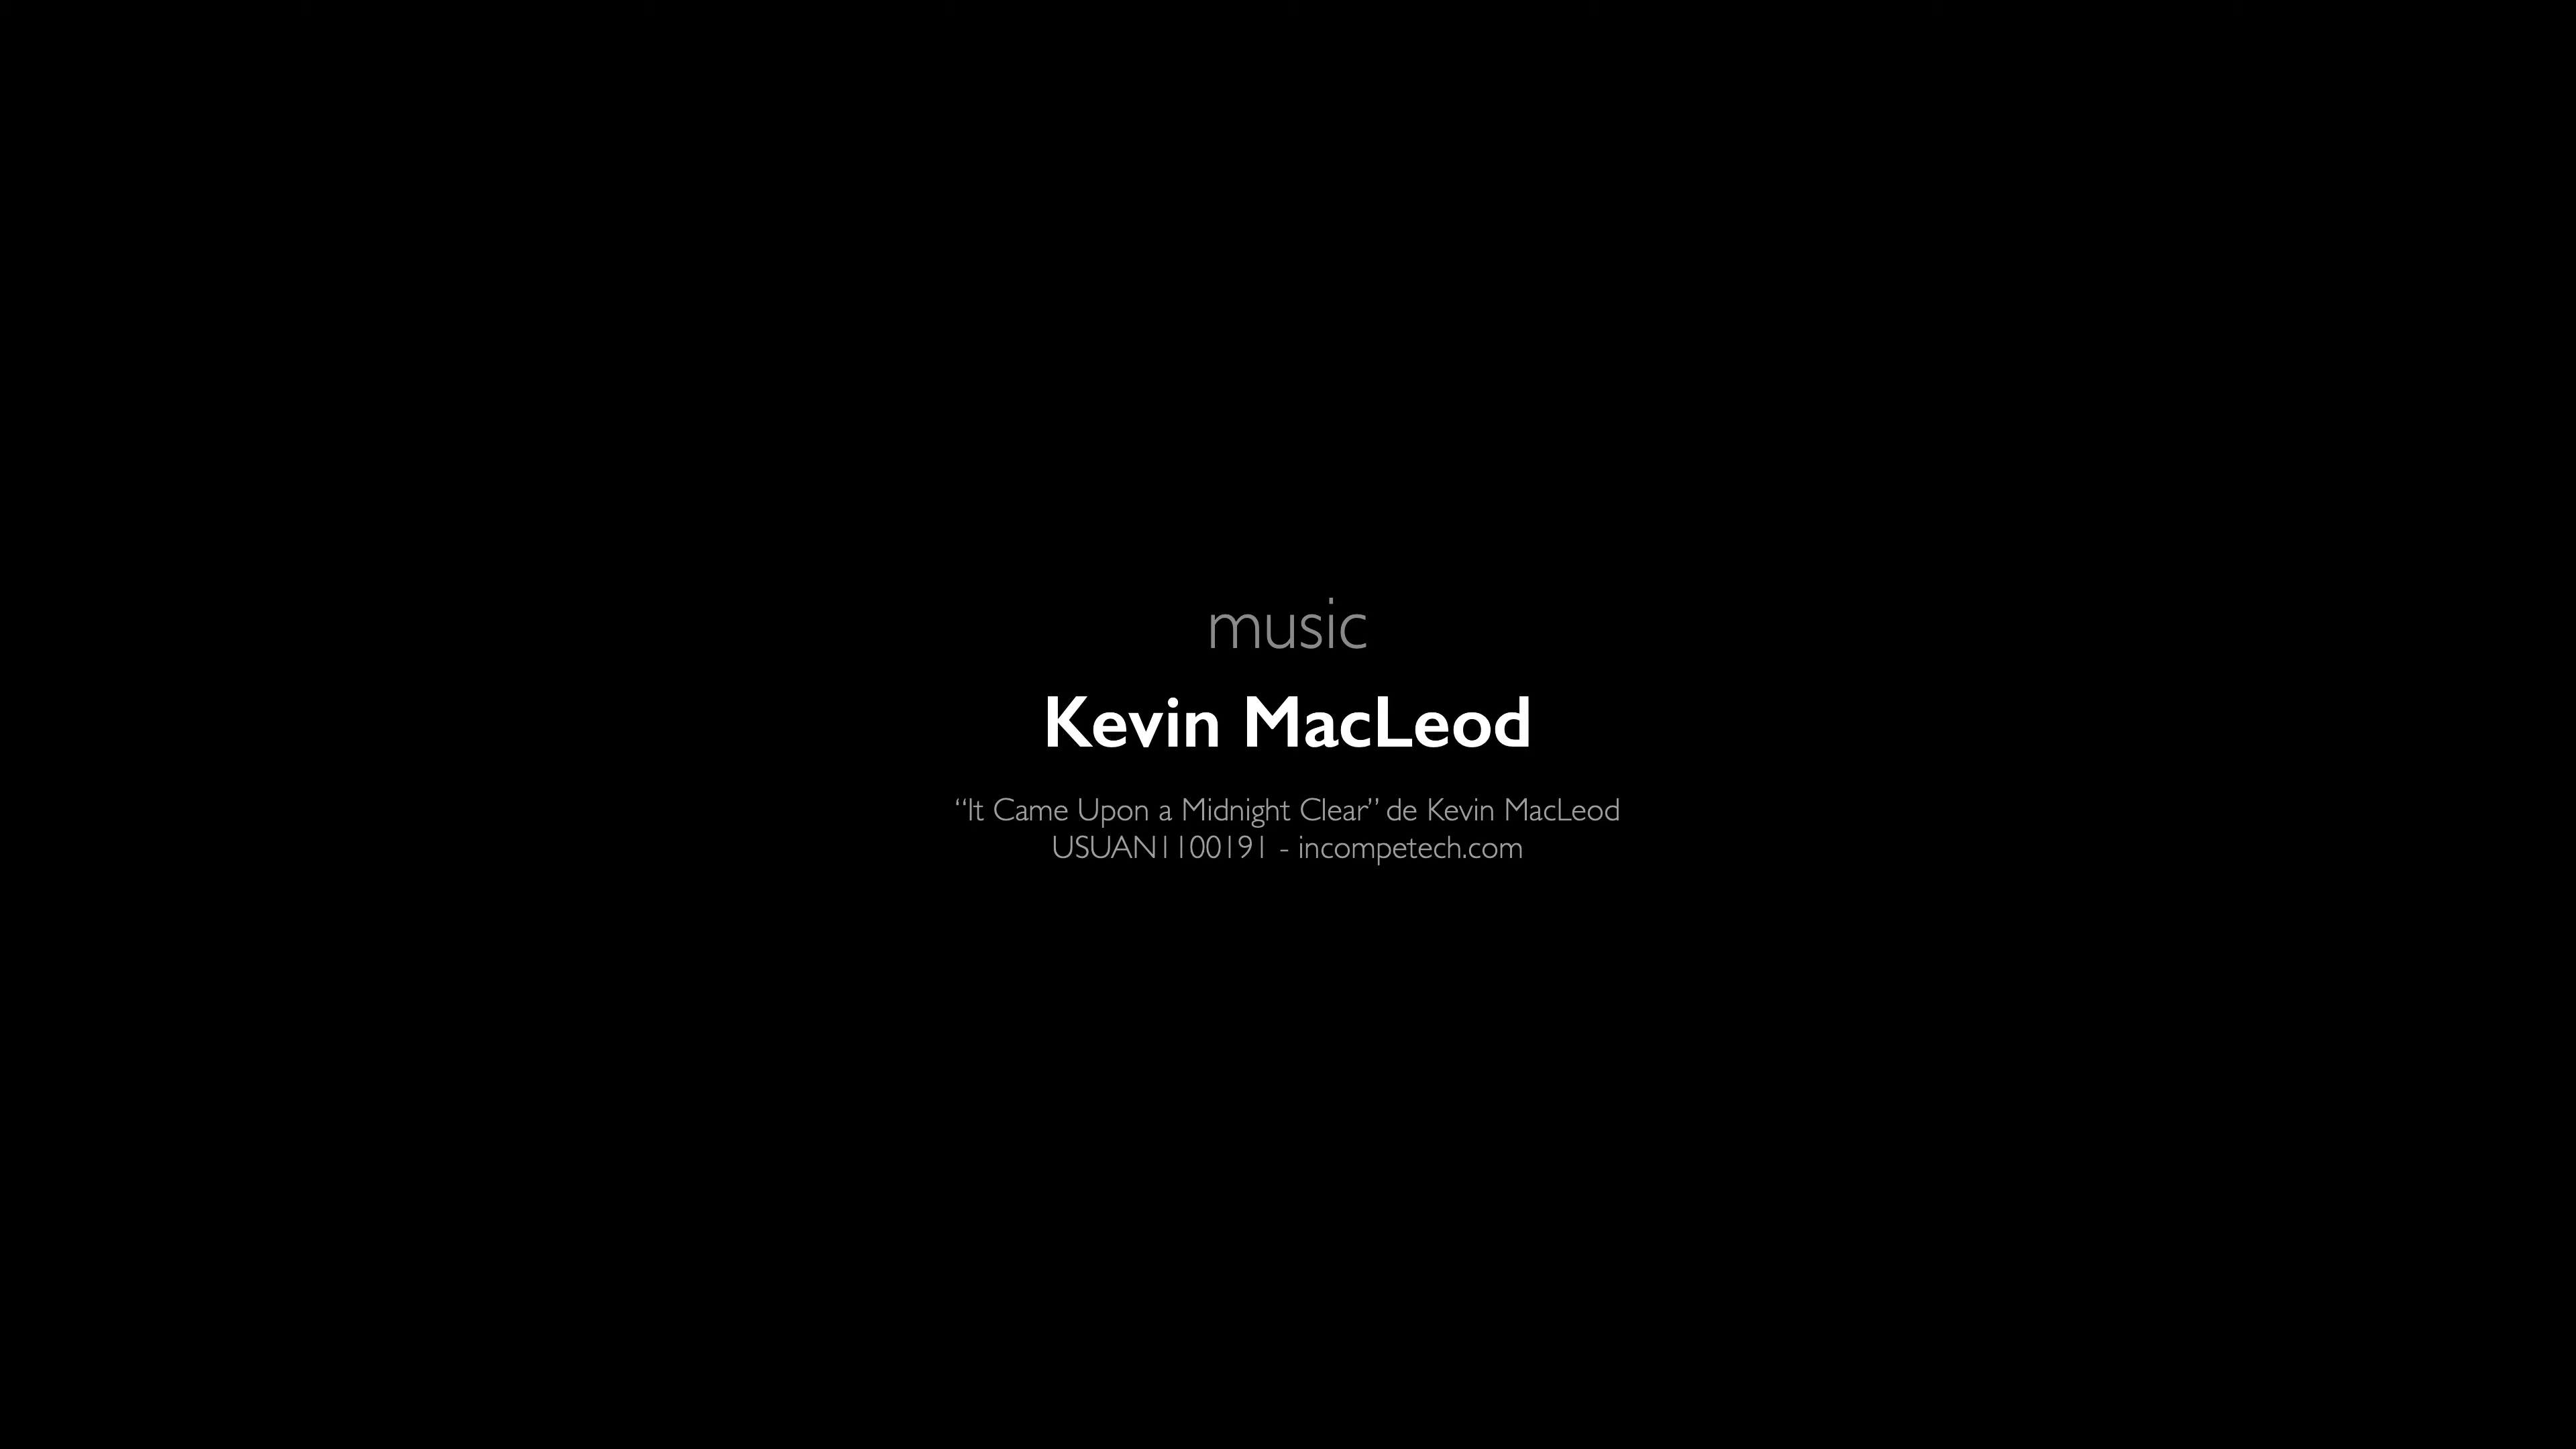 music
Kevin MacLeod
“It Came Upon a Midnight Clear” de Kevin MacLeod
USUAN1100191 - incompetech.com